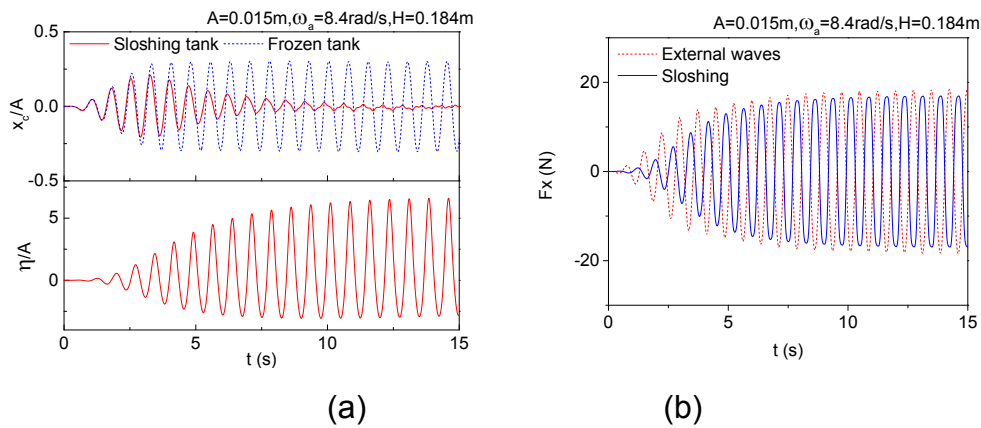 A=0.015m,ωa=8.4rad/s,H=0.184m
Sloshing tank
Frozen tank
0.5
0.0
-0.5
xc/A
5
0
η/A
0
5
10
15
t (s)
(a)
A=0.015m,ωa=8.4rad/s,H=0.184m
External waves
Sloshing
20
0
-20
Fx (N)
0
5
10
15
t (s)
(b)